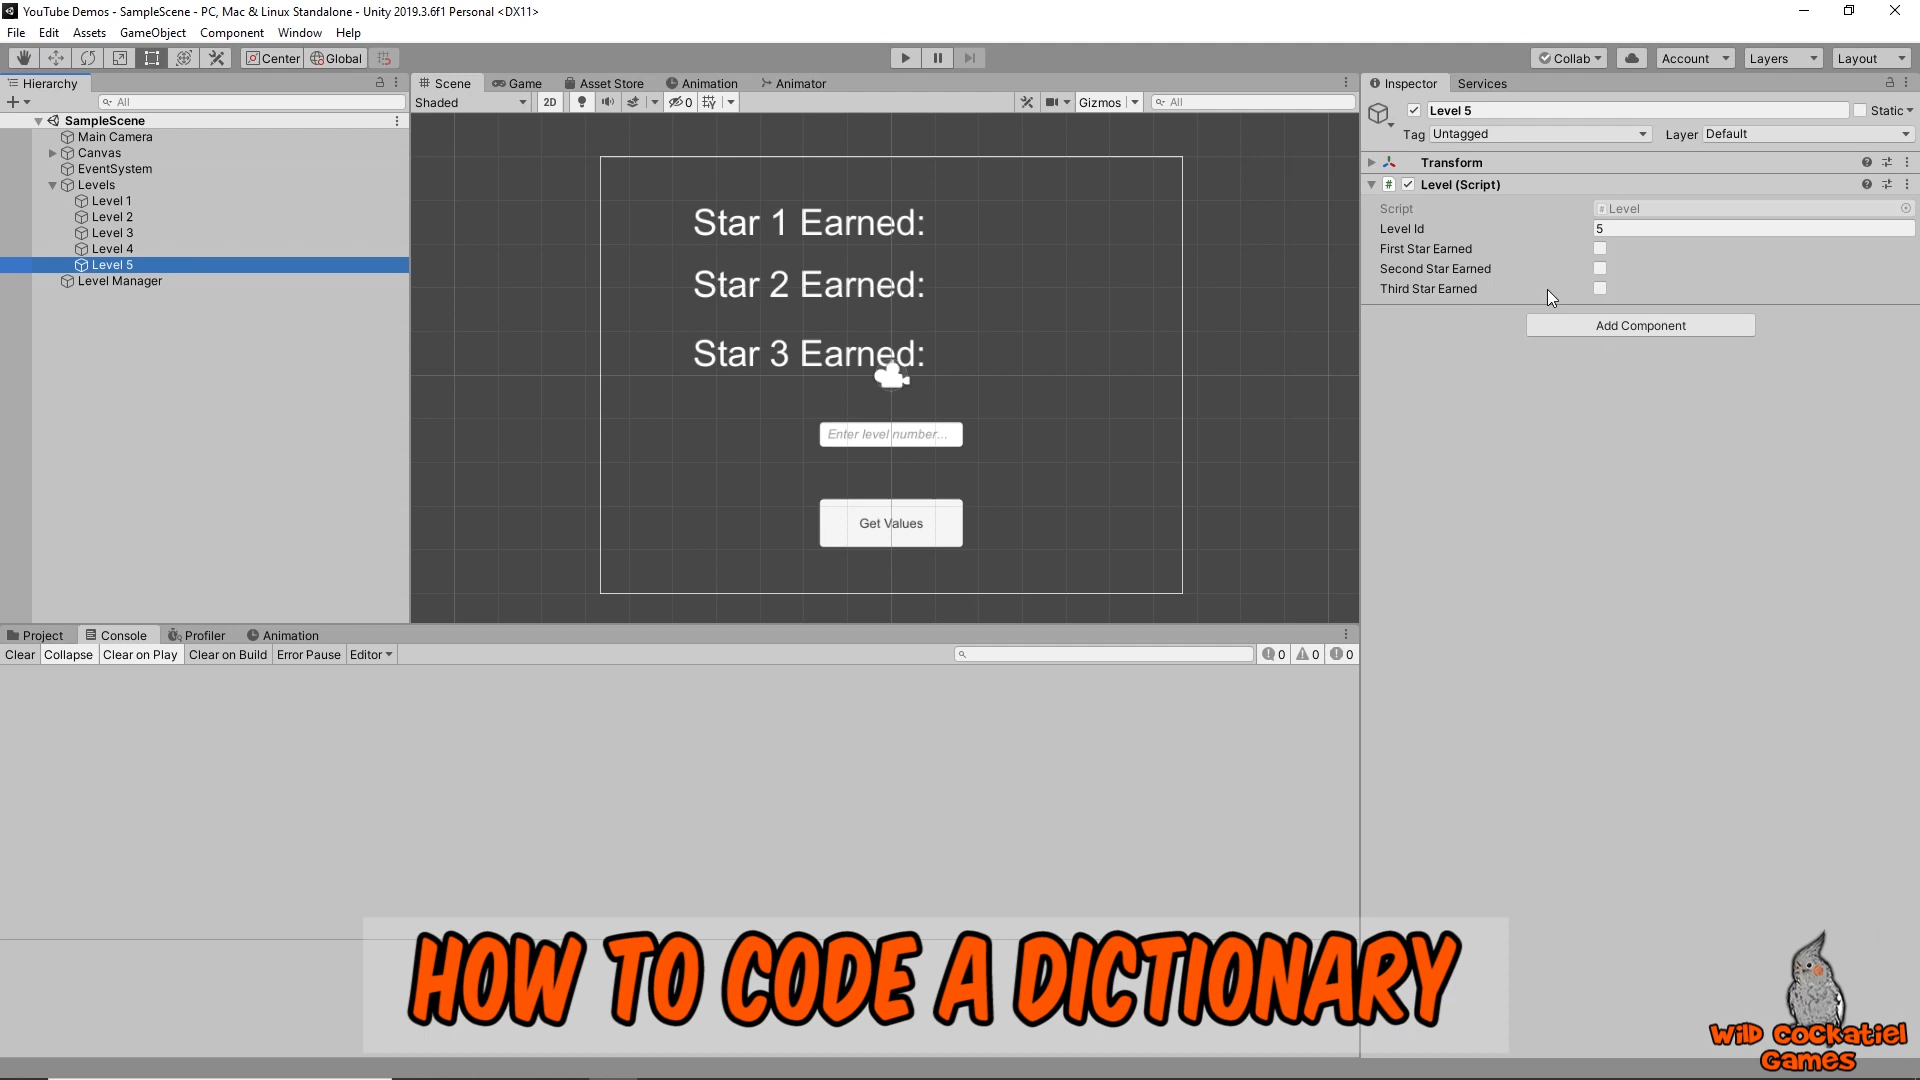 YouTube Demos - SampleScene - PC, Mac & Linux Standalone - Unity 2019.3.6f1 Personal <DX11>
File Edit Assets GameObject Component Window Help
Center Global Collab Account Layers Layout
Hierarchy
All
SampleScene
Main Camera
Canvas
EventSystem
Levels
Level 1
Level 2
Level 3
Level 4
Level 5
Level Manager
Scene Game Asset Store Animation Animator
Shaded 2D 0 Gizmos All
Star 1 Earned:
Star 2 Earned:
Star 3 Earned:
Enter level number...
Get Values
Inspector Services
Level 5 Static
Tag Untagged Layer Default
Transform
# Level (Script)
Script # Level
Level Id 5
First Star Earned
Second Star Earned
Third Star Earned
Add Component
Project Console Profiler Animation
Clear Collapse Clear on Play Clear on Build Error Pause Editor 0 0 0
HOW TO CODE A DICTIONARY
Wild Cockatiel
Games